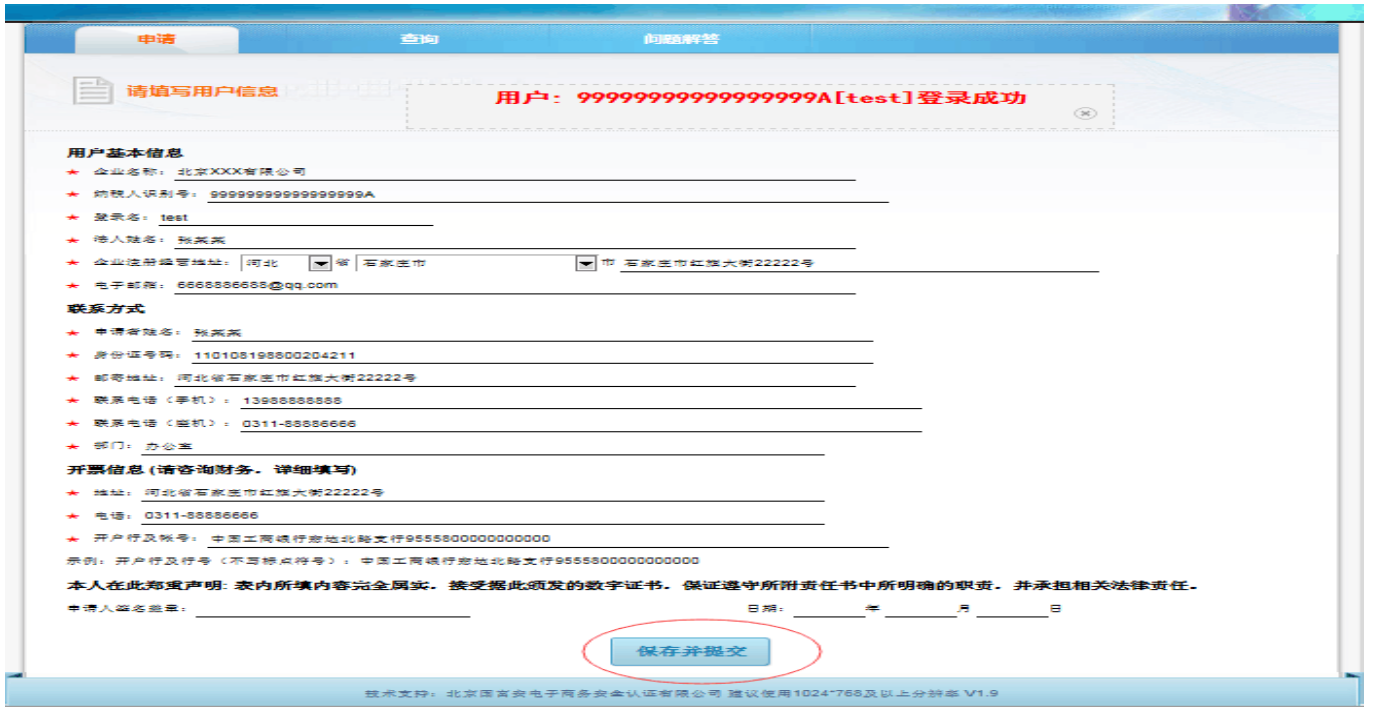 申请 查询 问题解答
请填写用户信息
用户: 99999999999999999A[test]登录成功
用户基本信息
★ 企业名称: 北京XXX有限公司
★ 纳税人识别号: 99999999999999999A
★ 登录名: test
★ 法人姓名: 张某某
★ 企业注册经营地址: 河北 省 石家庄市 市 石家庄市红旗大街22222号
★ 电子邮箱: 6668886688@qq.com
联系方式
★ 申请者姓名: 张某某
★ 身份证号码: 110108198800204211
★ 邮寄地址: 河北省石家庄市红旗大街22222号
★ 联系电话(手机): 13988888888
★ 联系电话(座机): 0311-88886666
★ 部门: 办公室
开票信息(请咨询财务。详细填写)
★ 地址: 河北省石家庄市红旗大街22222号
★ 电话: 0311-88886666
★ 开户行及帐号: 中国工商银行 地北路支行9555800000000000
示例: 开户行及行号(不写标点符号): 中国工商银行 地北路支行9555800000000000
本人在此郑重声明: 表内所填内容完全属实。接受据此颁发的数字证书。保证遵守所附责任书中所明确的职责。并承担相关法律责任。
申请人签名盖章: 日期: 年 月 日
保存并提交
技术支持: 北京国富安电子商务安全认证有限公司 建议使用1024*768及以上分辨率 V1.9